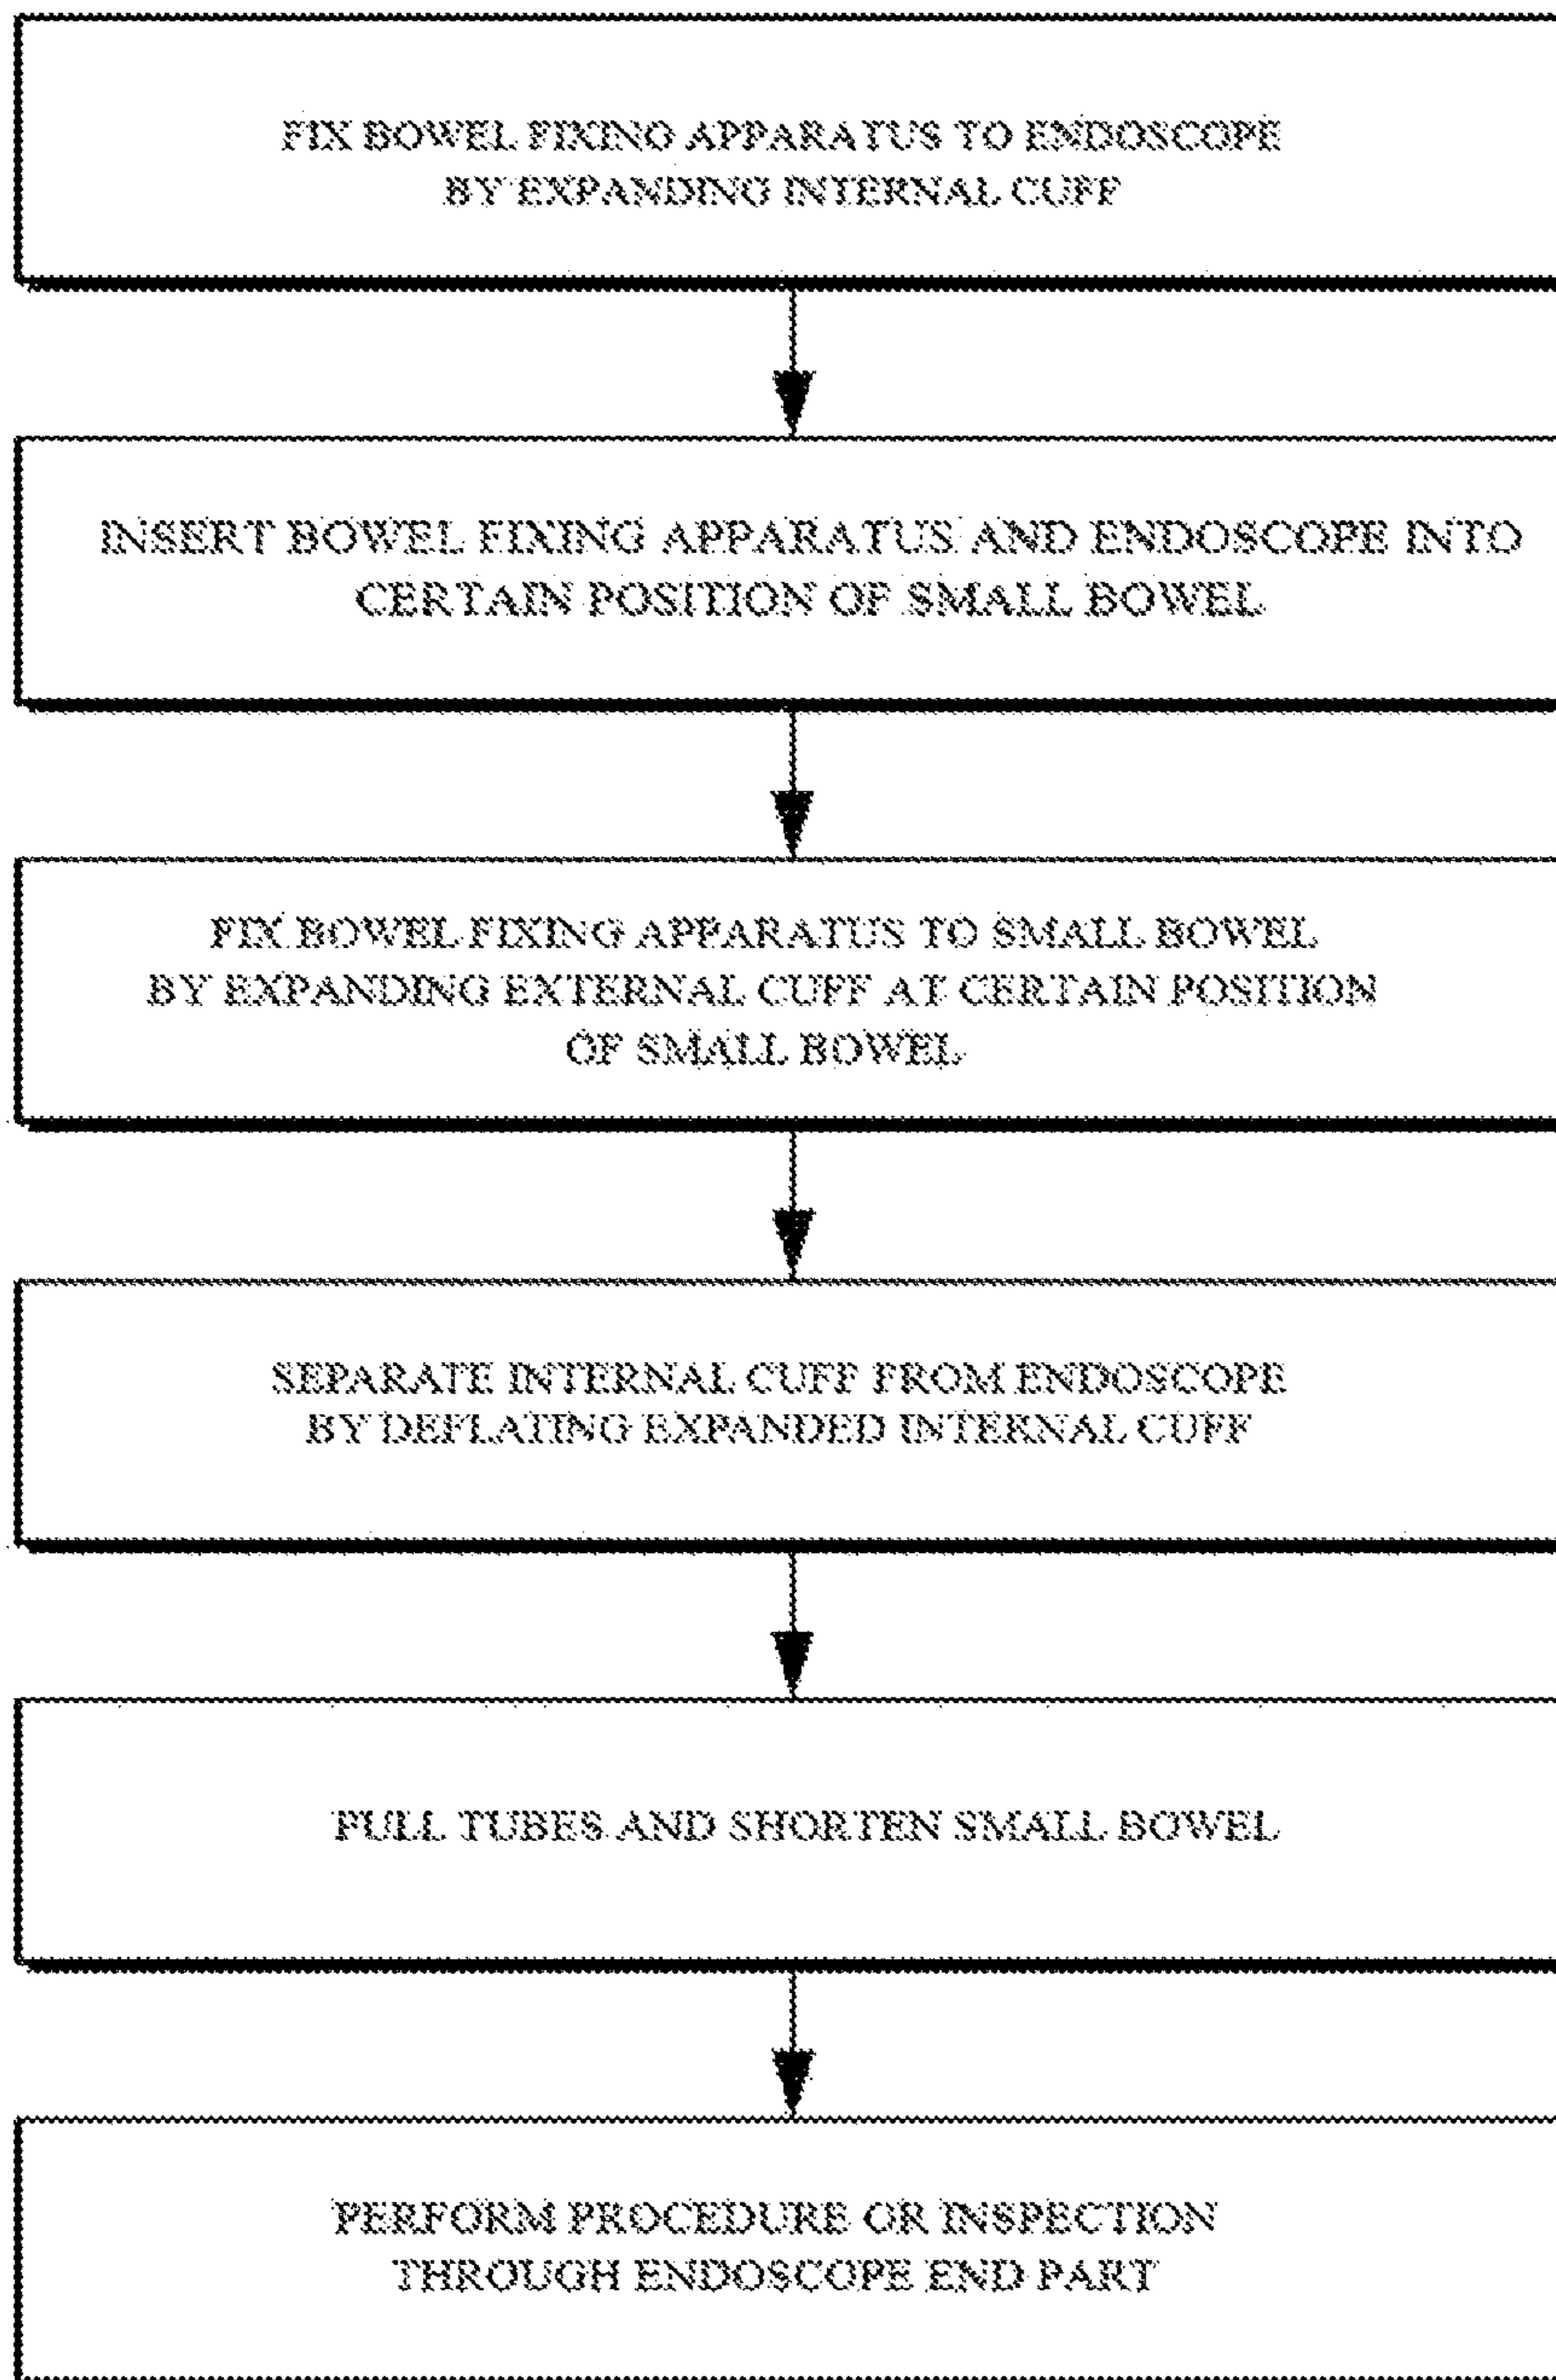 FIX BOWEL FIXING APPARATUS TO ENDOSCOPE
BY EXPANDING INTERNAL CUFF
INSERT BOWEL FIXING APPARATUS AND ENDOSCOPE INTO
CERTAIN POSITION OF SMALL BOWEL
FIX BOWEL FIXING APPARATUS TO SMALL BOWEL
BY EXPANDING EXTERNAL CUFF AT CERTAIN POSITION
OF SMALL BOWEL
SEPARATE INTERNAL CUFF FROM ENDOSCOPE
BY DEFLATING EXPANDED INTERNAL CUFF
PULL TUBES AND SHORTEN SMALL BOWEL
PERFORM PROCEDURE OR INSPECTION
THROUGH ENDOSCOPE END PART